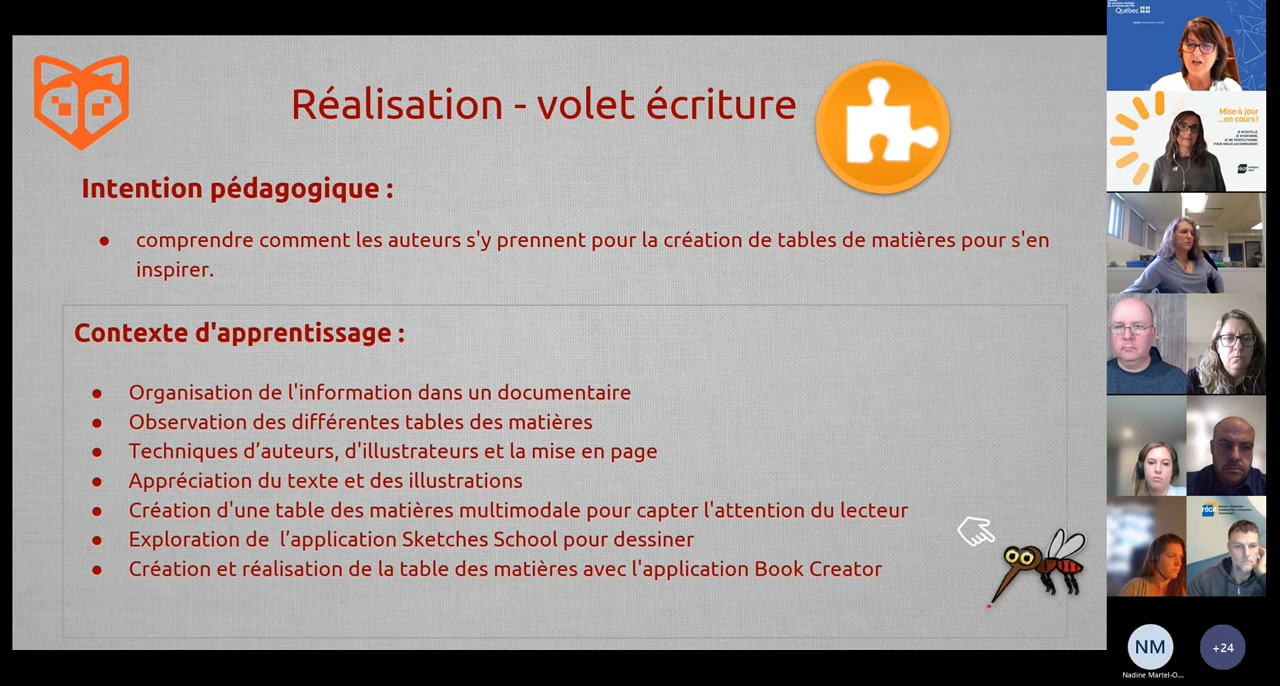 Réalisation - volet écriture
Intention pédagogique :
● comprendre comment les auteurs s'y prennent pour la création de tables de matières pour s'en
inspirer.
Contexte d'apprentissage :
● Organisation de l'information dans un documentaire
● Observation des différentes tables des matières
● Techniques d’auteurs, d'illustrateurs et la mise en page
● Appréciation du texte et des illustrations
● Création d'une table des matières multimodale pour capter l'attention du lecteur
● Exploration de  l’application Sketches School pour dessiner
● Création et réalisation de la table des matières avec l'application Book Creator
Québec
Mise à jour
...en cours !
JE M'OUTILLE,
JE M'INFORME,
JE ME PERFECTIONNE,
POUR MIEUX ACCOMPAGNER!
récit
récit
NM
+24
Nadine Martel-O...